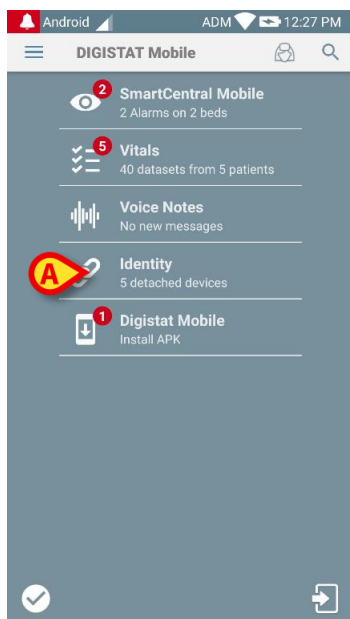 Android ADM 12:27 PM
DIGISTAT Mobile
2
SmartCentral Mobile
2 Alarms on 2 beds
5
Vitals
40 datasets from 5 patients
Voice Notes
No new messages
A
Identity
5 detached devices
1
Digistat Mobile
Install APK